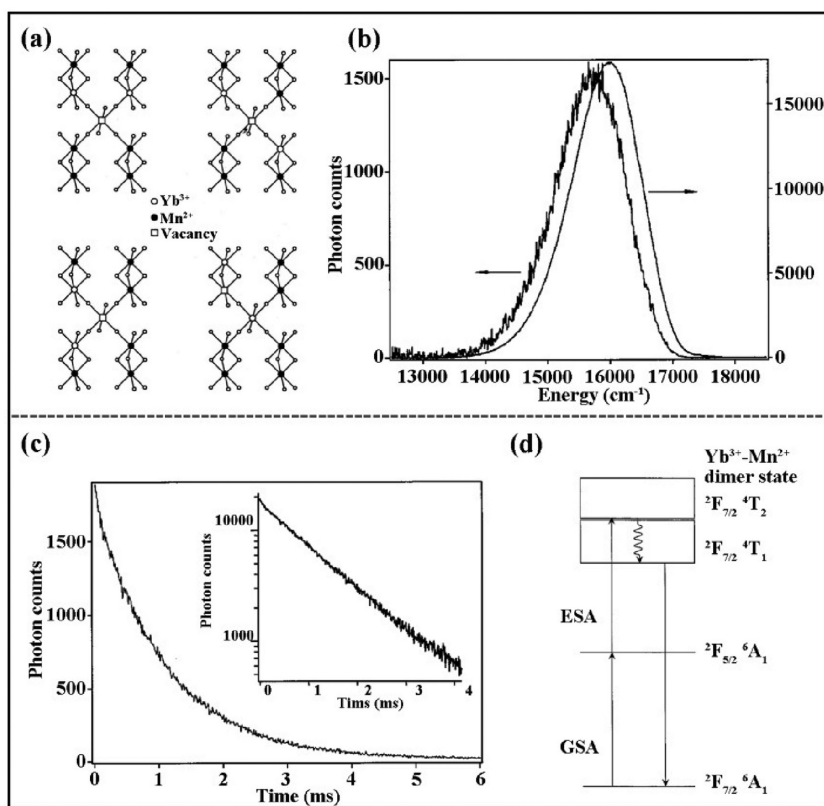 (a)
Yb³⁺
Mn²⁺
Vacancy
(b)
1500
1000
500
0
Photon counts
15000
10000
5000
0
13000 14000 15000 16000 17000 18000
Energy (cm⁻¹)
(c)
1500
1000
500
0
Photon counts
0 1 2 3 4 5 6
Time (ms)
10000
1000
Photon counts
0 1 2 3 4
Tims (ms)
(d)
Yb³⁺-Mn²⁺
dimer state
²F₇/₂ ⁴T₂
²F₇/₂ ⁴T₁
ESA
²F₅/₂ ⁶A₁
GSA
²F₇/₂ ⁶A₁